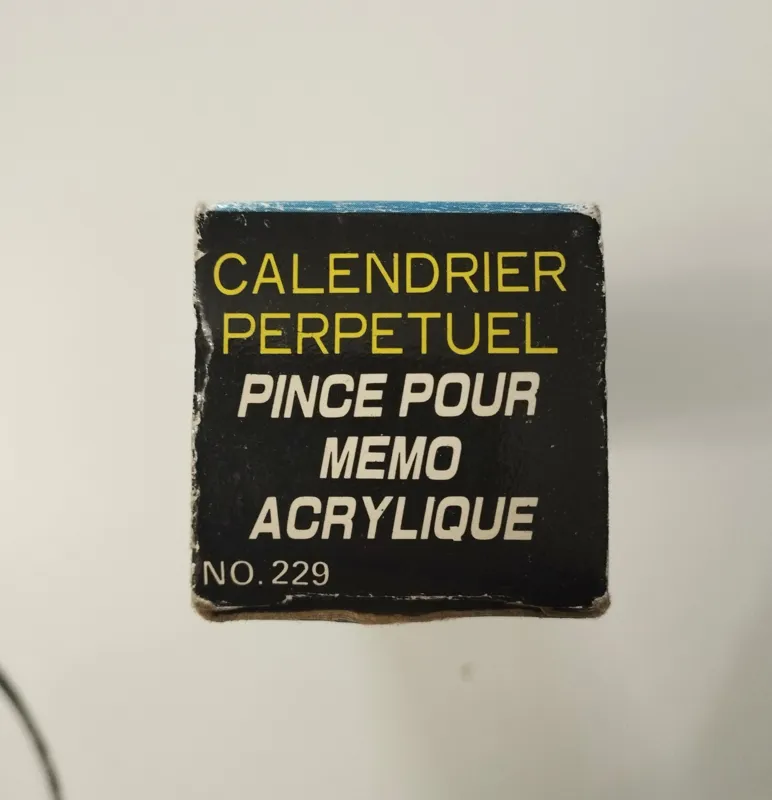 CALENDRIER
PERPETUEL
PINCE POUR
MEMO
ACRYLIQUE
NO. 229